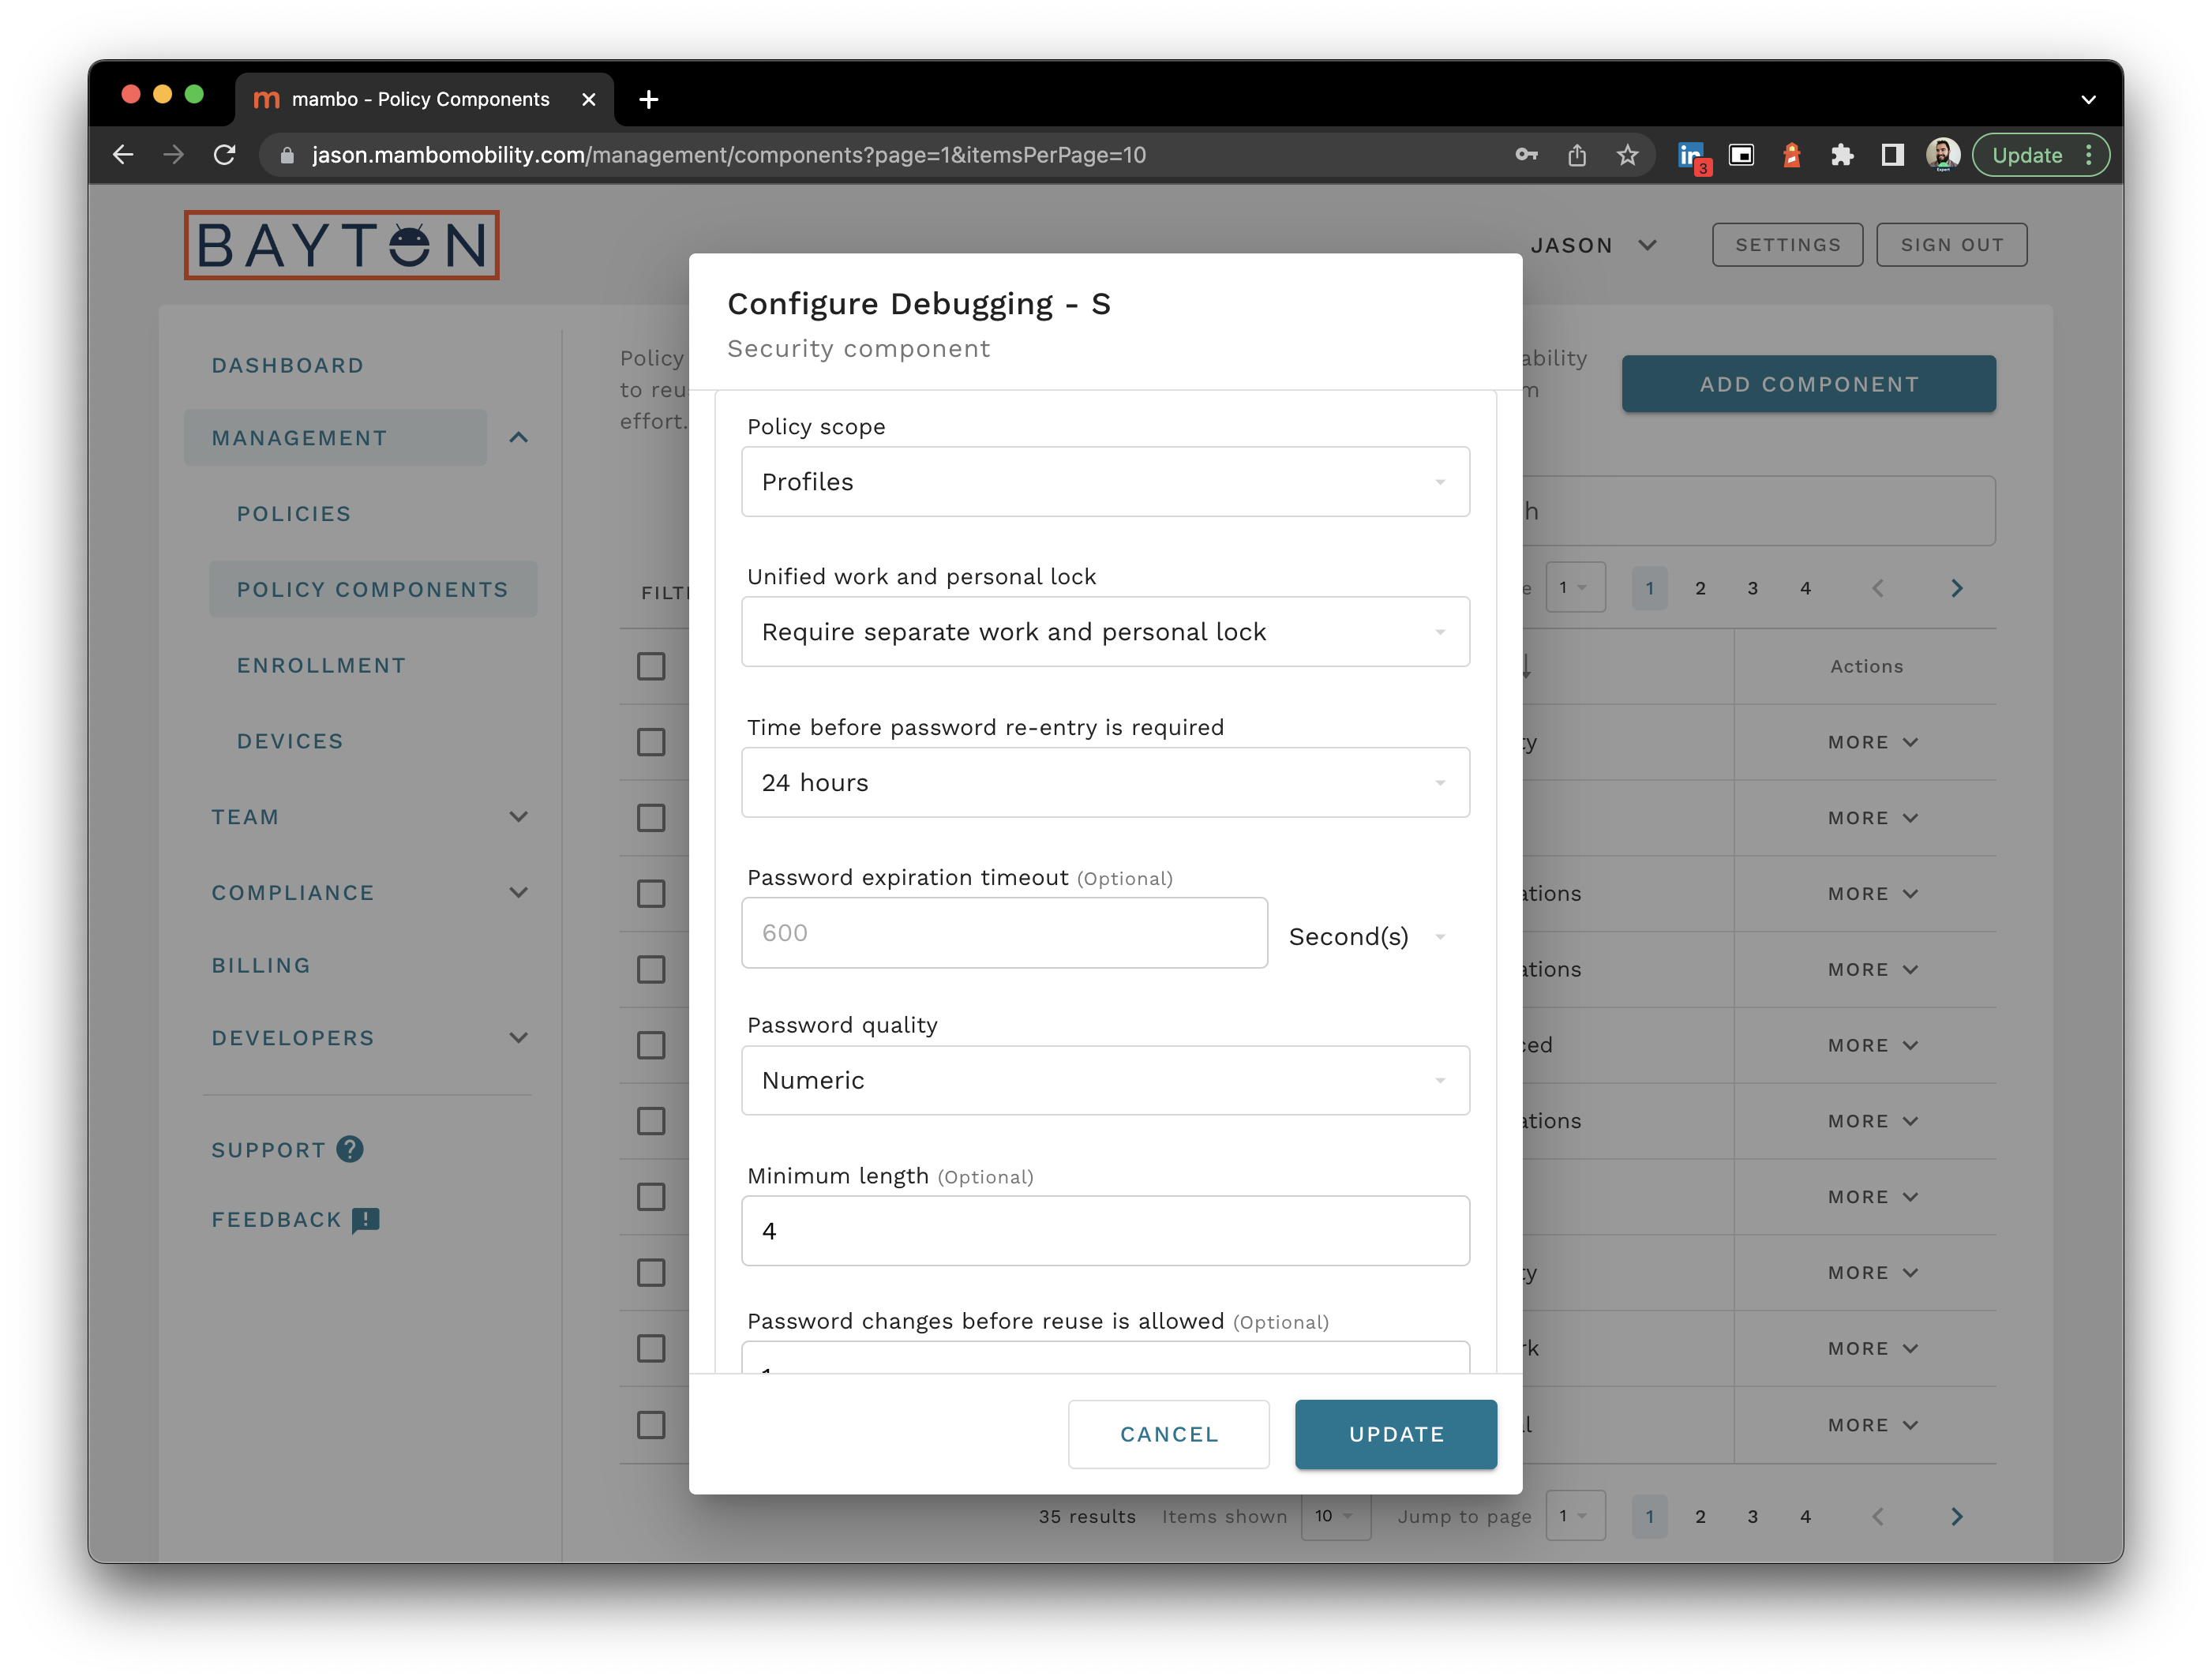 mambo - Policy Components
jason.mambomobility.com/management/components?page=1&itemsPerPage=10
3
Update
BAYTON
JASON
SETTINGS
SIGN OUT
DASHBOARD
MANAGEMENT
POLICIES
POLICY COMPONENTS
ENROLLMENT
DEVICES
TEAM
COMPLIANCE
BILLING
DEVELOPERS
SUPPORT
FEEDBACK
Policy
to reu
effort.
ADD COMPONENT
Configure Debugging - S
Security component
Policy scope
Profiles
Unified work and personal lock
Require separate work and personal lock
Time before password re-entry is required
24 hours
Password expiration timeout (Optional)
600
Second(s)
Password quality
Numeric
Minimum length (Optional)
4
Password changes before reuse is allowed (Optional)
CANCEL
UPDATE
1 1 2 3 4
Actions
MORE
MORE
ations MORE
ations MORE
MORE
ations MORE
MORE
MORE
MORE
MORE
35 results Items shown 10 Jump to page 1 1 2 3 4